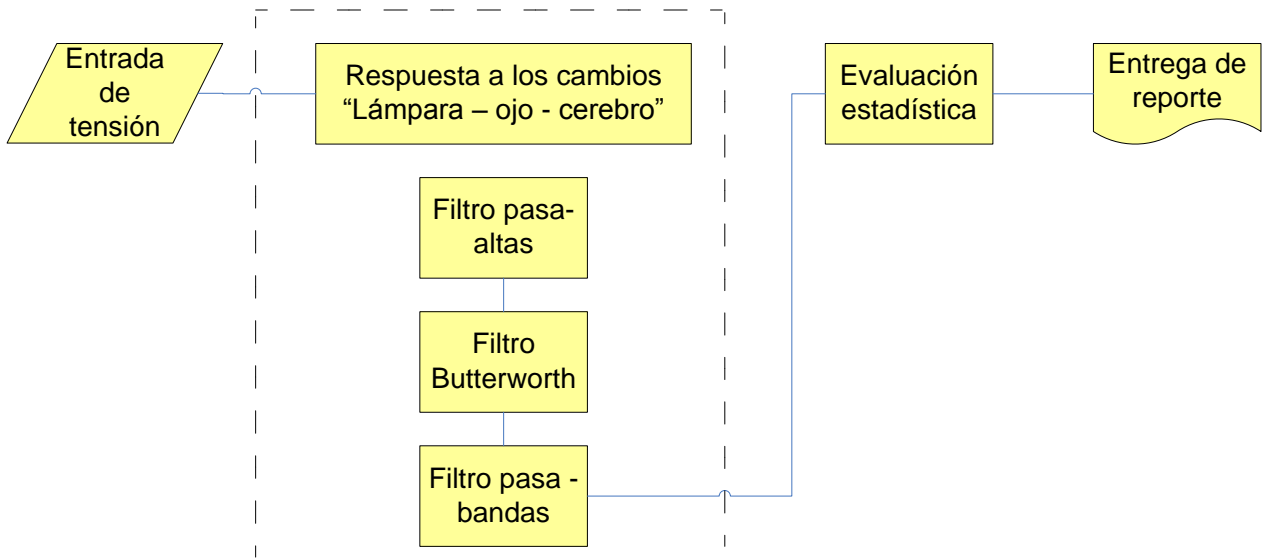 Entrada
de
tensión
Respuesta a los cambios
“Lámpara – ojo - cerebro”
Filtro pasa-
altas
Filtro
Butterworth
Filtro pasa -
bandas
Evaluación
estadística
Entrega de
reporte